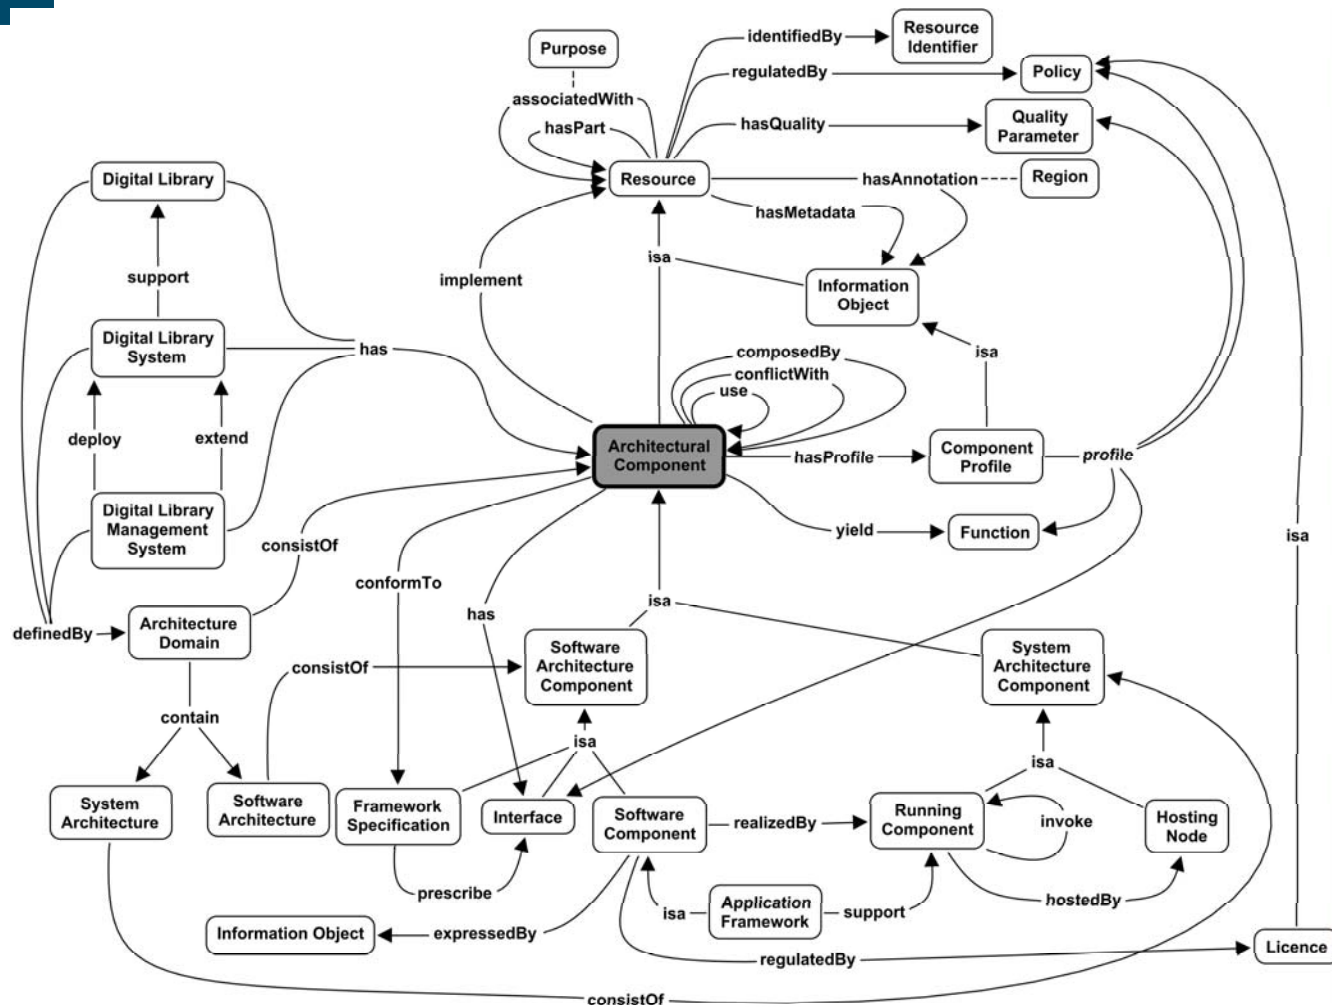 Resource
Identifier
identifiedBy
Purpose
regulatedBy
Policy
associatedWith
hasPart
hasQuality
Quality
Parameter
Digital Library
Resource
hasAnnotation
Region
hasMetadata
isa
support
implement
Information
Object
Digital Library
System
has
composedBy
conflictWith
use
isa
deploy
extend
Architectural
Component
hasProfile
Component
Profile
profile
Digital Library
Management
System
consistOf
yield
Function
isa
conformTo
has
isa
definedBy
Architecture
Domain
Software
Architecture
Component
System
Architecture
Component
consistOf
contain
isa
isa
System
Architecture
Software
Architecture
Framework
Specification
Interface
Software
Component
realizedBy
Running
Component
invoke
Hosting
Node
prescribe
isa
Application
Framework
support
hostedBy
Information Object
expressedBy
regulatedBy
Licence
consistOf